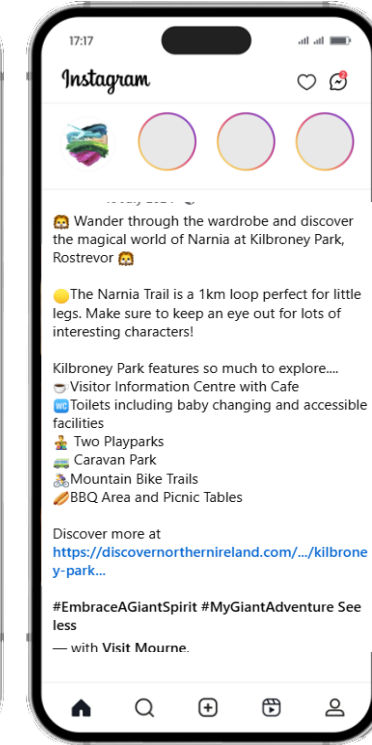 17:17
Instagram
2
🦁 Wander through the wardrobe and discover
the magical world of Narnia at Kilbroney Park,
Rostrevor 🦁
🟡The Narnia Trail is a 1km loop perfect for little
legs. Make sure to keep an eye out for lots of
interesting characters!
Kilbroney Park features so much to explore....
☕Visitor Information Centre with Cafe
🚾Toilets including baby changing and accessible
facilities
🤹 Two Playparks
🚐 Caravan Park
🚵Mountain Bike Trails
🌭BBQ Area and Picnic Tables
Discover more at
https://discovernorthernireland.com/.../kilbrone
y-park...
#EmbraceAGiantSpirit #MyGiantAdventure See
less
— with Visit Mourne.